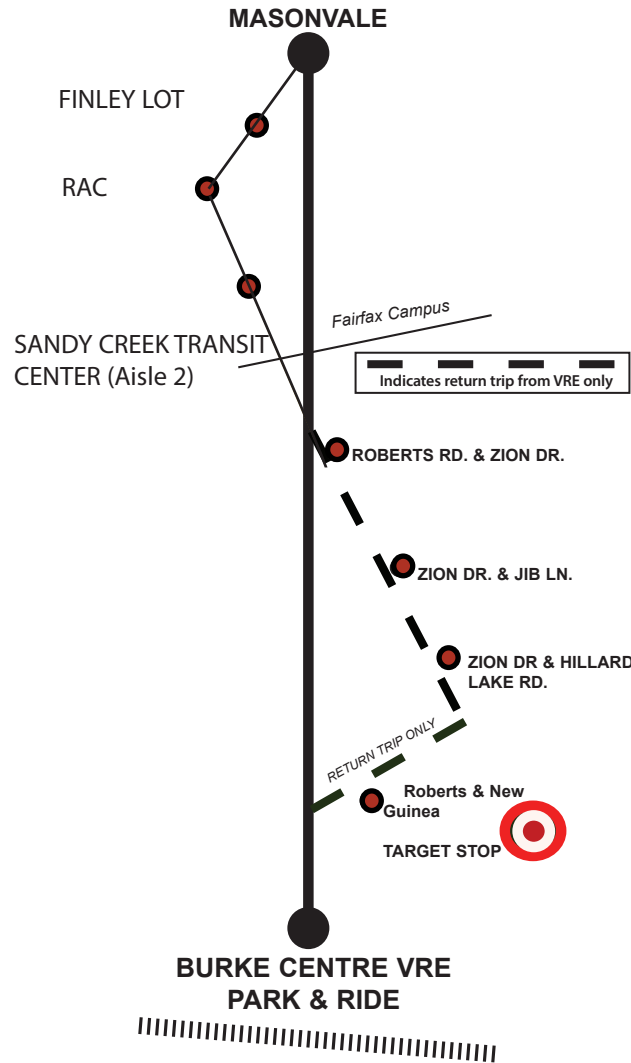 MASONVALE
FINLEY LOT
RAC
Fairfax Campus
SANDY CREEK TRANSIT
CENTER (Aisle 2)
Indicates return trip from VRE only
ROBERTS RD. & ZION DR.
ZION DR. & JIB LN.
ZION DR & HILLARD
LAKE RD.
RETURN TRIP ONLY
Roberts & New
Guinea
TARGET STOP
BURKE CENTRE VRE
PARK & RIDE